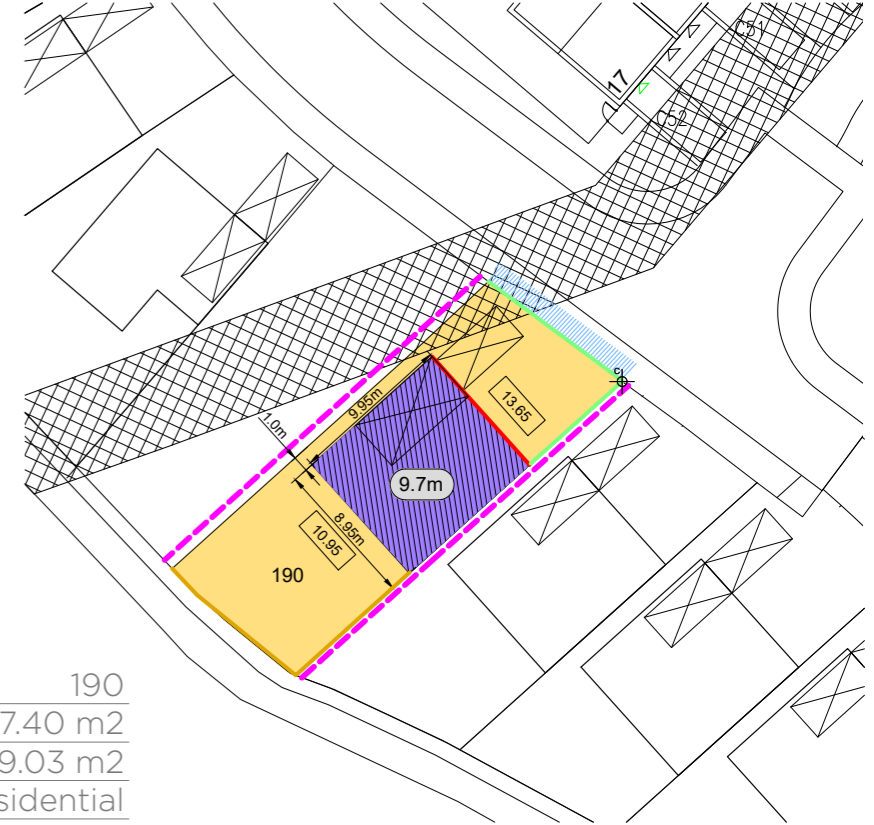 C51
17
C52
c
9.95m
13.65
1.0m
9.7m
8.95m
10.95
190
190
7.40 m2
9.03 m2
sidential